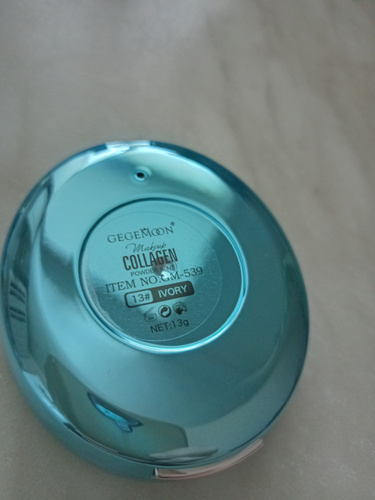 GEGEMOON®
Makeup
COLLAGEN
POWDER
ITEM NO:GM-539
13# IVORY
NET:13g